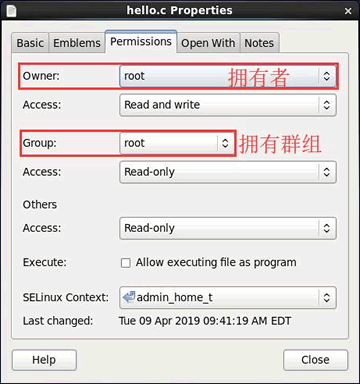 hello.c Properties
Basic Emblems Permissions Open With Notes
Owner: root 拥有者
Access: Read and write
Group: root 拥有群组
Access: Read-only
Others
Access: Read-only
Execute: Allow executing file as program
SELinux Context: admin_home_t
Last changed: Tue 09 Apr 2019 09:41:19 AM EDT
Help Close